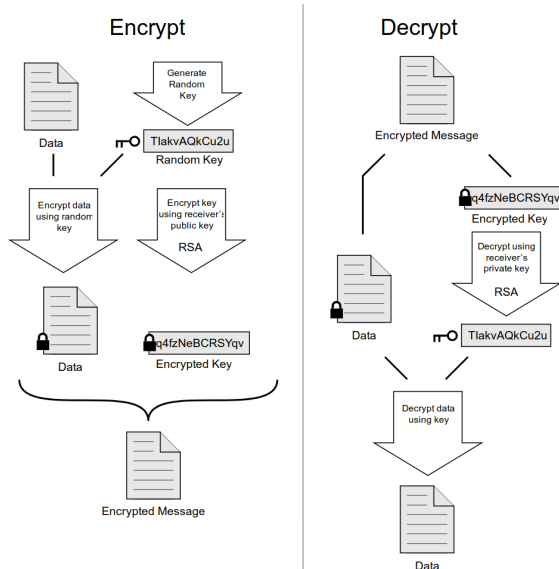 Encrypt
Generate
Random
Key
Data
TIakvAQkCu2u
Random Key
Encrypt data
using random
key
Encrypt key
using receiver's
public key
RSA
Data
q4fzNeBCRSYqv
Encrypted Key
Encrypted Message
Decrypt
Encrypted Message
q4fzNeBCRSYqv
Encrypted Key
Decrypt using
receiver's
private key
RSA
Data
TIakvAQkCu2u
Decrypt data
using key
Data